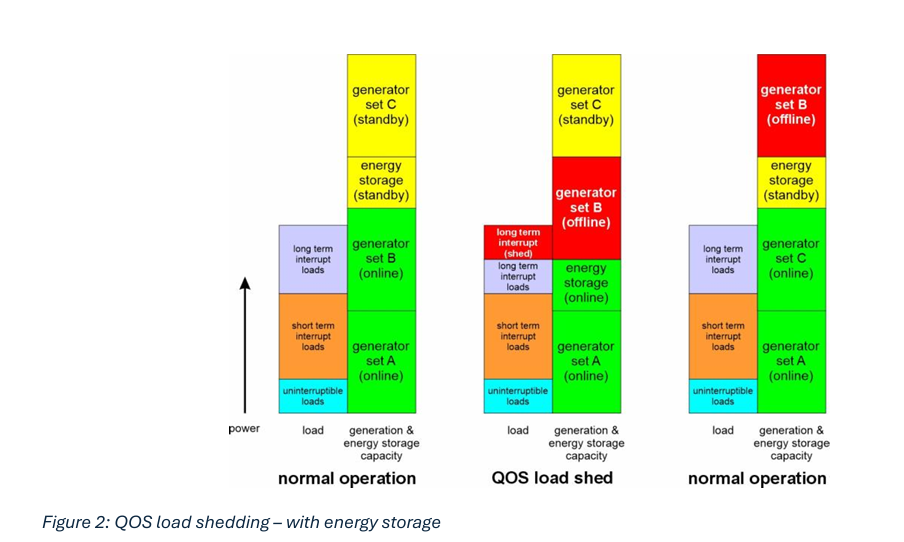 generator
set C
(standby)
energy
storage
(standby)
generator
set B
(online)
generator
set A
(online)
long term
interrupt
loads
short term
interrupt
loads
uninterruptible
loads
power
load
generation &
energy storage
capacity
normal operation
generator
set C
(standby)
generator
set B
(offline)
energy
storage
(online)
generator
set A
(online)
long term
interrupt
(shed)
long term
interrupt
loads
short term
interrupt
loads
uninterruptible
loads
load
generation &
energy storage
capacity
QOS load shed
generator
set B
(offline)
energy
storage
(standby)
generator
set C
(online)
generator
set A
(online)
long term
interrupt
loads
short term
interrupt
loads
uninterruptible
loads
load
generation &
energy storage
capacity
normal operation
Figure 2: QOS load shedding – with energy storage